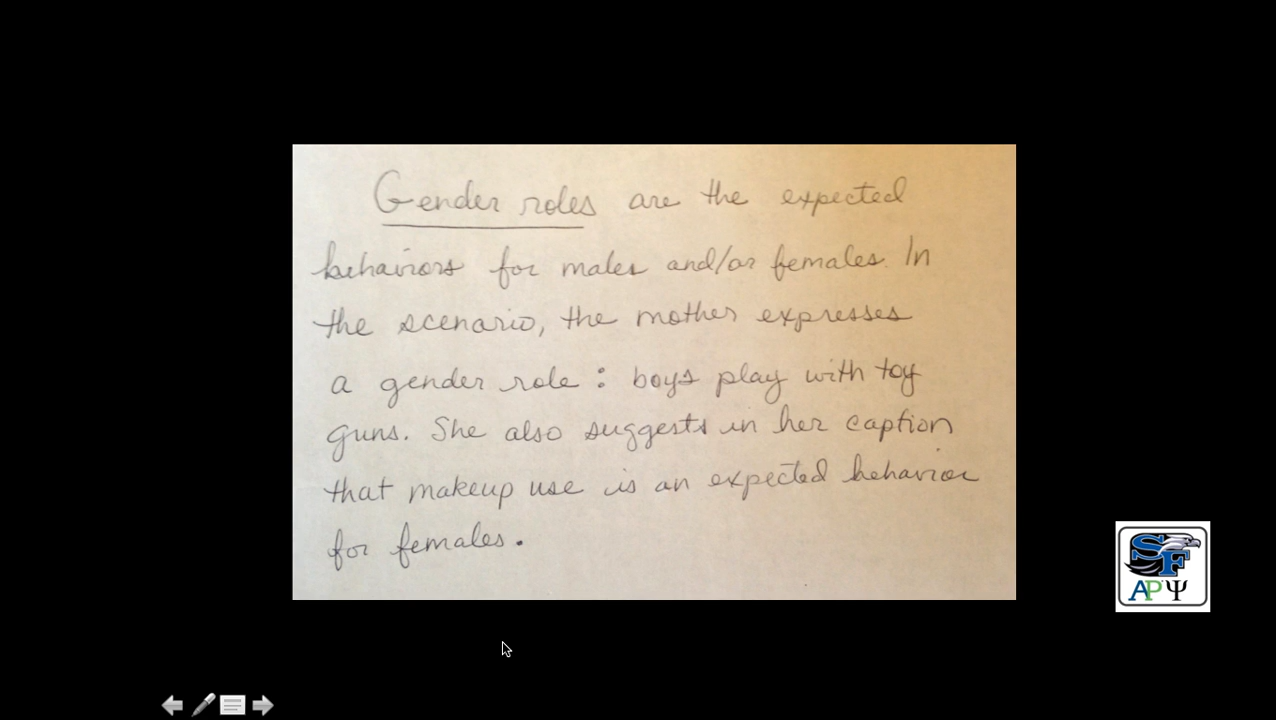 Gender roles are the expected
behaviors for males and/or females. In
the scenario, the mother expresses
a gender role: boys play with toy
guns. She also suggests in her caption
that makeup use is an expected behavior
for females.
SF
AP Ψ